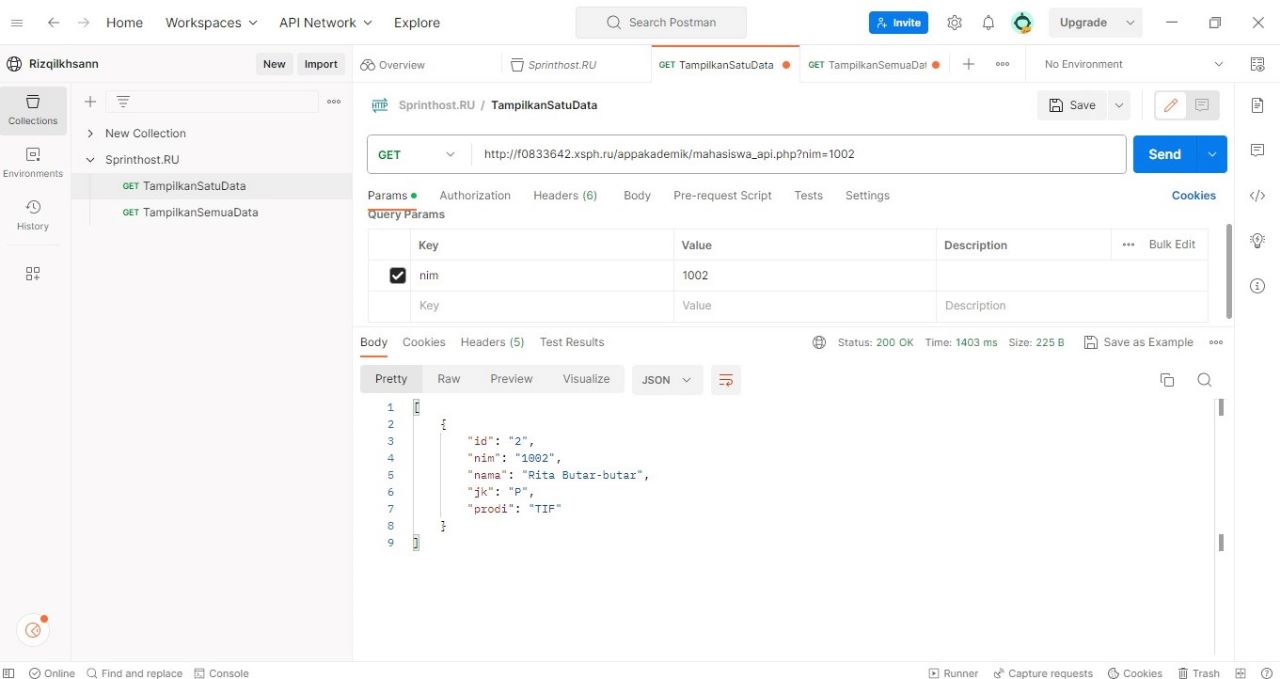 Home Workspaces API Network Explore Search Postman Invite Upgrade
Rizqilkhsann New Import Overview Sprinthost.RU GET TampilkanSatuData GET TampilkanSemuaDat No Environment
Collections
Environments
History
New Collection
Sprinthost.RU
GET TampilkanSatuData
GET TampilkanSemuaData
HTTP Sprinthost.RU / TampilkanSatuData Save
GET http://f0833642.xsph.ru/appakademik/mahasiswa_api.php?nim=1002 Send
Params Authorization Headers (6) Body Pre-request Script Tests Settings Cookies
Query Params
Key Value Description Bulk Edit
nim 1002
Key Value Description
Body Cookies Headers (5) Test Results Status: 200 OK Time: 1403 ms Size: 225 B Save as Example
Pretty Raw Preview Visualize JSON
1 [
2 {
3 "id": "2",
4 "nim": "1002",
5 "nama": "Rita Butar-butar",
6 "jk": "P",
7 "prodi": "TIF"
8 }
9 ]
Online Find and replace Console Runner Capture requests Cookies Trash